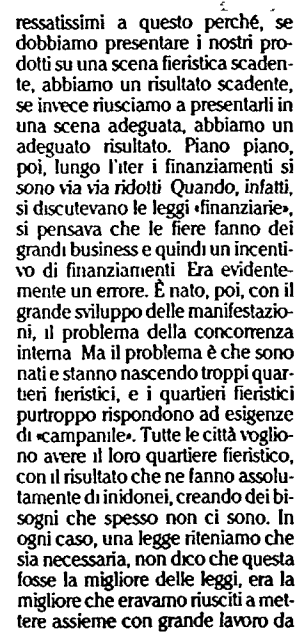 ressatissimi a questo perché, se
dobbiamo presentare i nostri pro-
dotti su una scena fieristica scaden-
te, abbiamo un risultato scadente,
se invece riusciamo a presentarli in
una scena adeguata, abbiamo un
adeguato risultato. Piano piano,
poi, lungo l'iter i finanziamenti si
sono via via ridotti Quando, infatti,
si discutevano le leggi «finanziarie»,
si pensava che le fiere fanno dei
grandi business e quindi un incenti-
vo di finanziamenti Era evidente-
mente un errore. È nato, poi, con il
grande sviluppo delle manifestazio-
ni, il problema della concorrenza
interna Ma il problema è che sono
nati e stanno nascendo troppi quar-
tieri fieristici, e i quartieri fieristici
purtroppo rispondono ad esigenze
di «campanile». Tutte le città voglio-
no avere il loro quartiere fieristico,
con il risultato che ne fanno assolu-
tamente di inidonei, creando dei bi-
sogni che spesso non ci sono. In
ogni caso, una legge riteniamo che
sia necessaria, non dico che questa
fosse la migliore delle leggi, era la
migliore che eravamo riusciti a met-
tere assieme con grande lavoro da